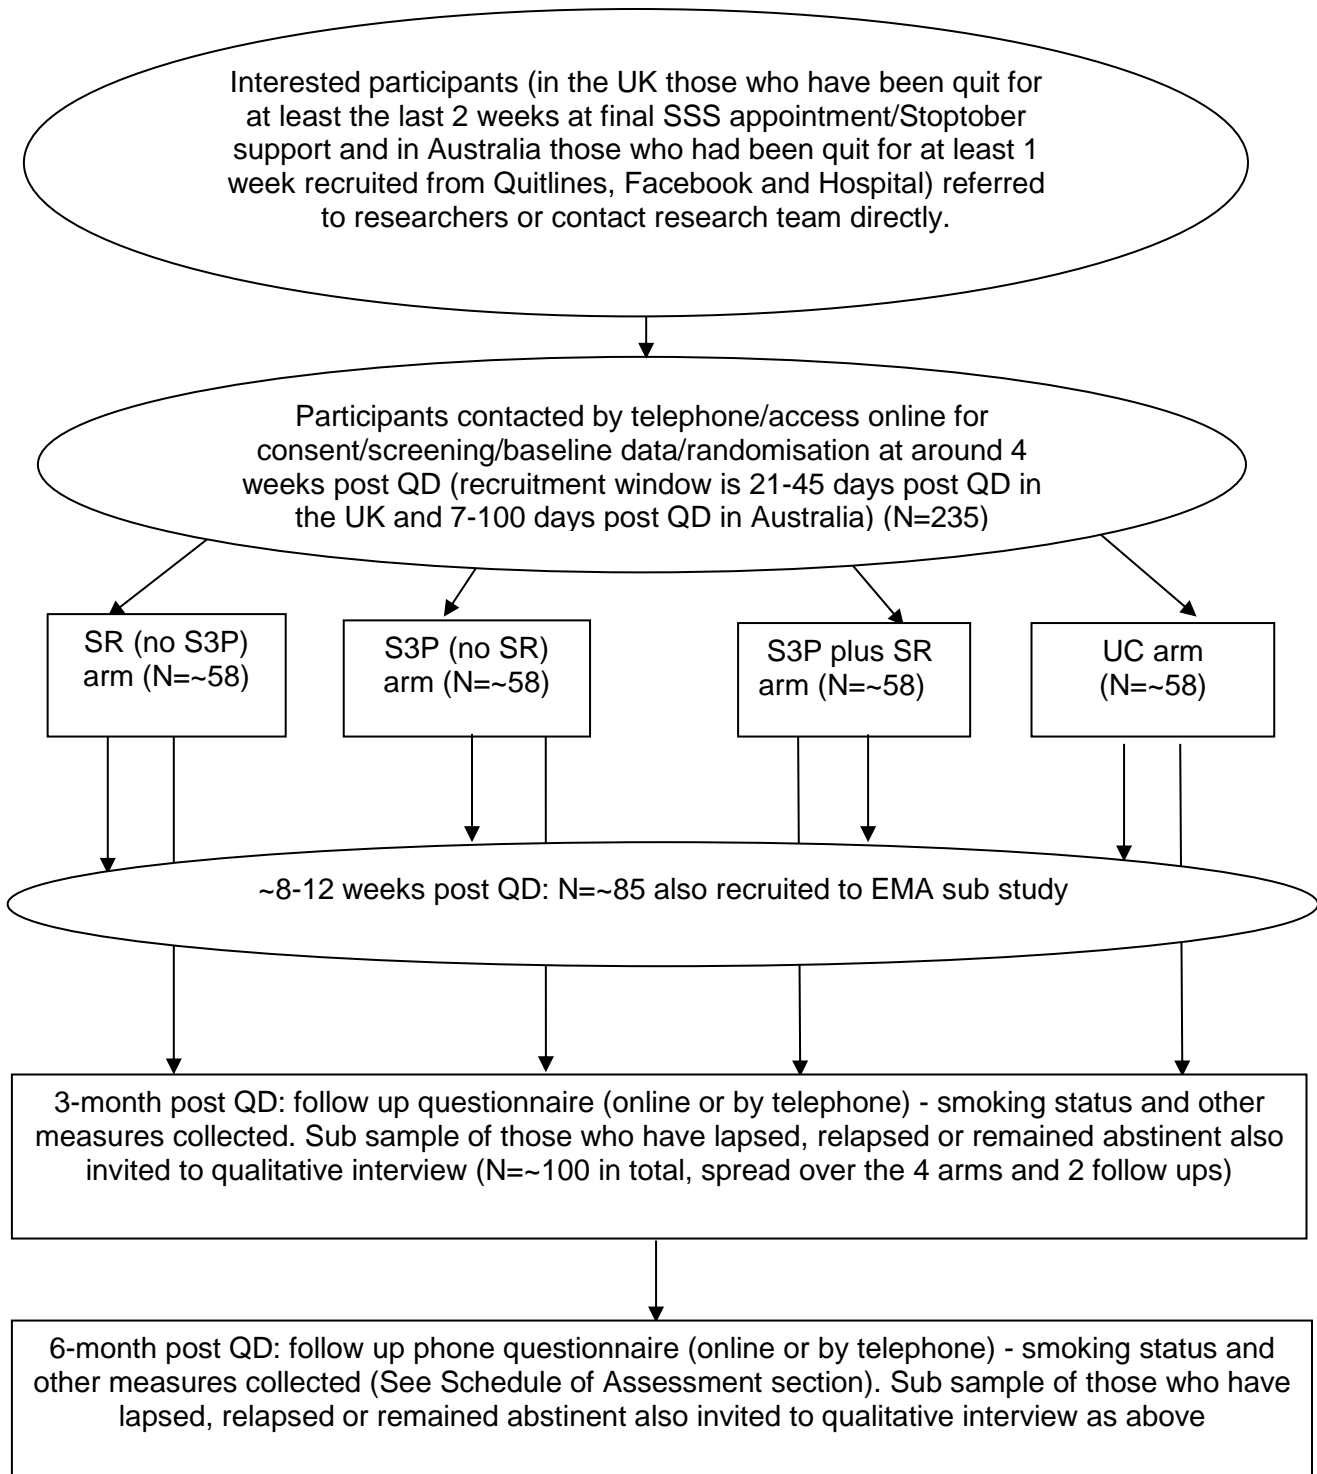 Interested participants (in the UK those who have been quit for
at least the last 2 weeks at final SSS appointment/Stoptober
support and in Australia those who had been quit for at least 1
week recruited from Quitlines, Facebook and Hospital) referred
to researchers or contact research team directly.
Participants contacted by telephone/access online for
consent/screening/baseline data/randomisation at around 4
weeks post QD (recruitment window is 21-45 days post QD in
the UK and 7-100 days post QD in Australia) (N=235)
SR (no S3P)
arm (N=~58)
S3P (no SR)
arm (N=~58)
S3P plus SR
arm (N=~58)
UC arm
(N=~58)
~8-12 weeks post QD: N=~85 also recruited to EMA sub study
3-month post QD: follow up questionnaire (online or by telephone) - smoking status and other
measures collected. Sub sample of those who have lapsed, relapsed or remained abstinent also
invited to qualitative interview (N=~100 in total, spread over the 4 arms and 2 follow ups)
6-month post QD: follow up phone questionnaire (online or by telephone) - smoking status and
other measures collected (See Schedule of Assessment section). Sub sample of those who have
lapsed, relapsed or remained abstinent also invited to qualitative interview as above